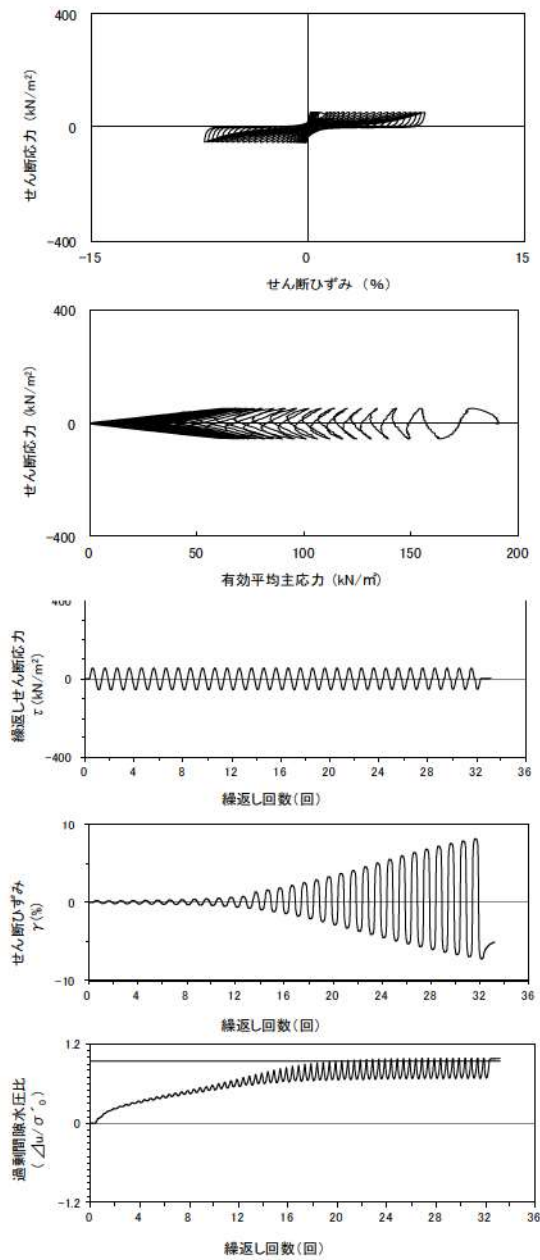 400
0
-400
せん断応力 (kN/m²)
-15
0
15
せん断ひずみ (%)
400
0
-400
せん断応力 (kN/m²)
0
50
100
150
200
有効平均主応力 (kN/㎡)
400
0
-400
繰返しせん断応力
τ (kN/m²)
0 4 8 12 16 20 24 28 32 36
繰返し回数(回)
10
0
-10
せん断ひずみ
γ(%)
0 4 8 12 16 20 24 28 32 36
繰返し回数(回)
1.2
0
-1.2
過剰間隙水圧比
(⊿u/σ´₀)
0 4 8 12 16 20 24 28 32 36
繰返し回数(回)